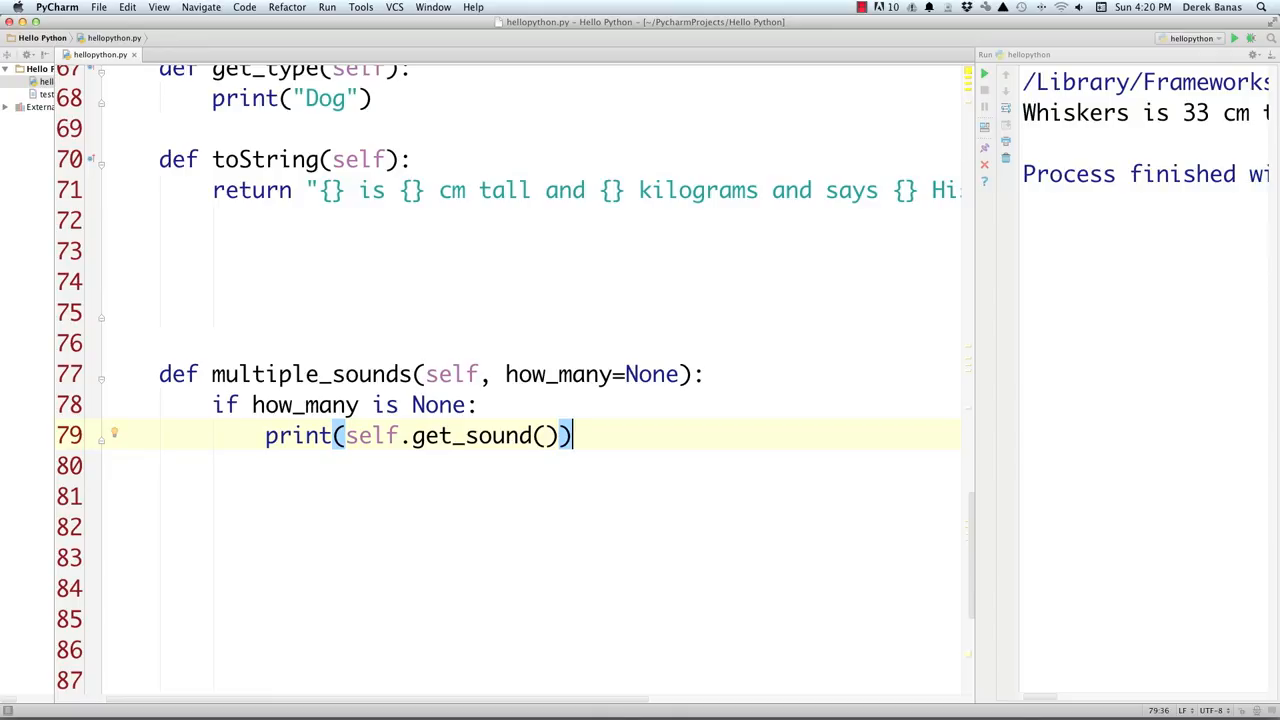 PyCharm File Edit View Navigate Code Refactor Run Tools VCS Window Help 10 Sun 4:20 PM Derek Banas
hellopython.py – Hello Python – [~/PycharmProjects/Hello Python]
Hello Python hellopython.py hellopython
hellopython.py Run hellopython
Hello P
hell
test
Externa
67 def get_type(self):
68 print("Dog")
69
70 def toString(self):
71 return "{} is {} cm tall and {} kilograms and says {} Hi
72
73
74
75
76
77 def multiple_sounds(self, how_many=None):
78 if how_many is None:
79 print(self.get_sound())
80
81
82
83
84
85
86
87
/Library/Frameworks
Whiskers is 33 cm t
Process finished wi
79:36 LF UTF-8